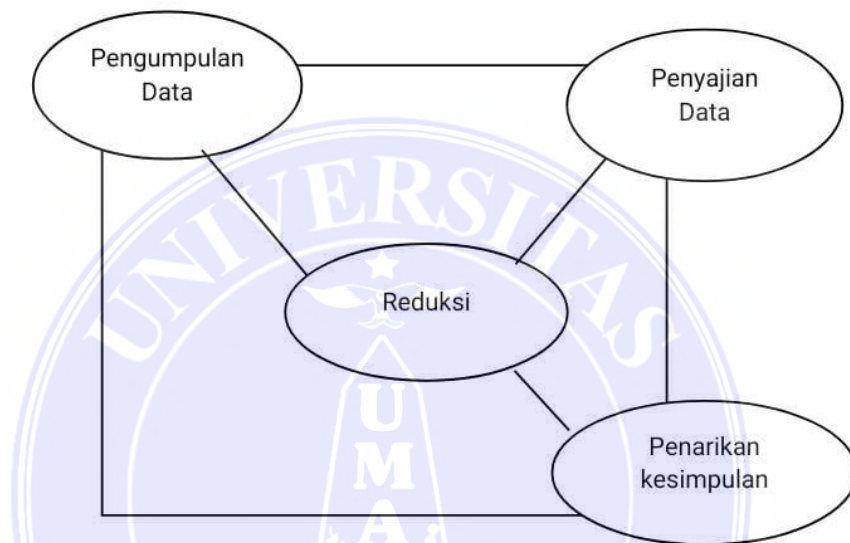 Pengumpulan
Data
Penyajian
Data
UNIVERSITAS
Reduksi
U
M
A
Penarikan
kesimpulan